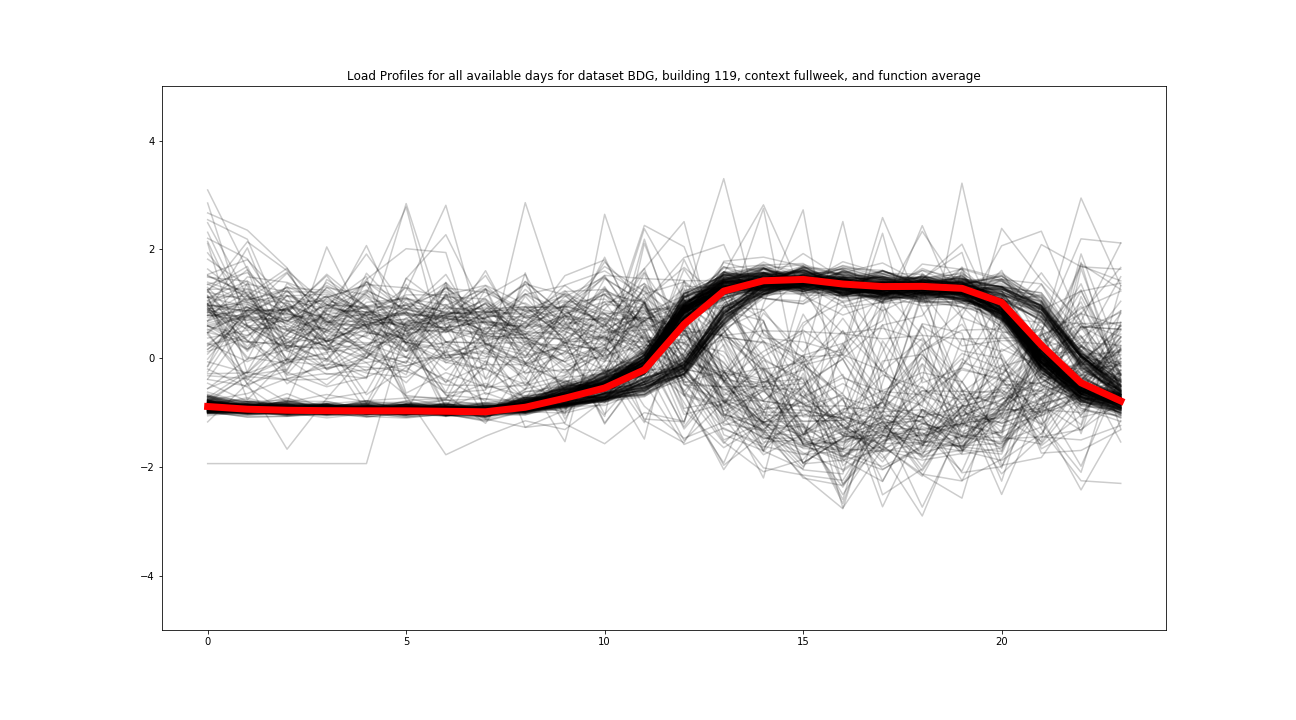 Load Profiles for all available days for dataset BDG, building 119, context fullweek, and function average
4
2
0
−2
−4
0 5 10 15 20